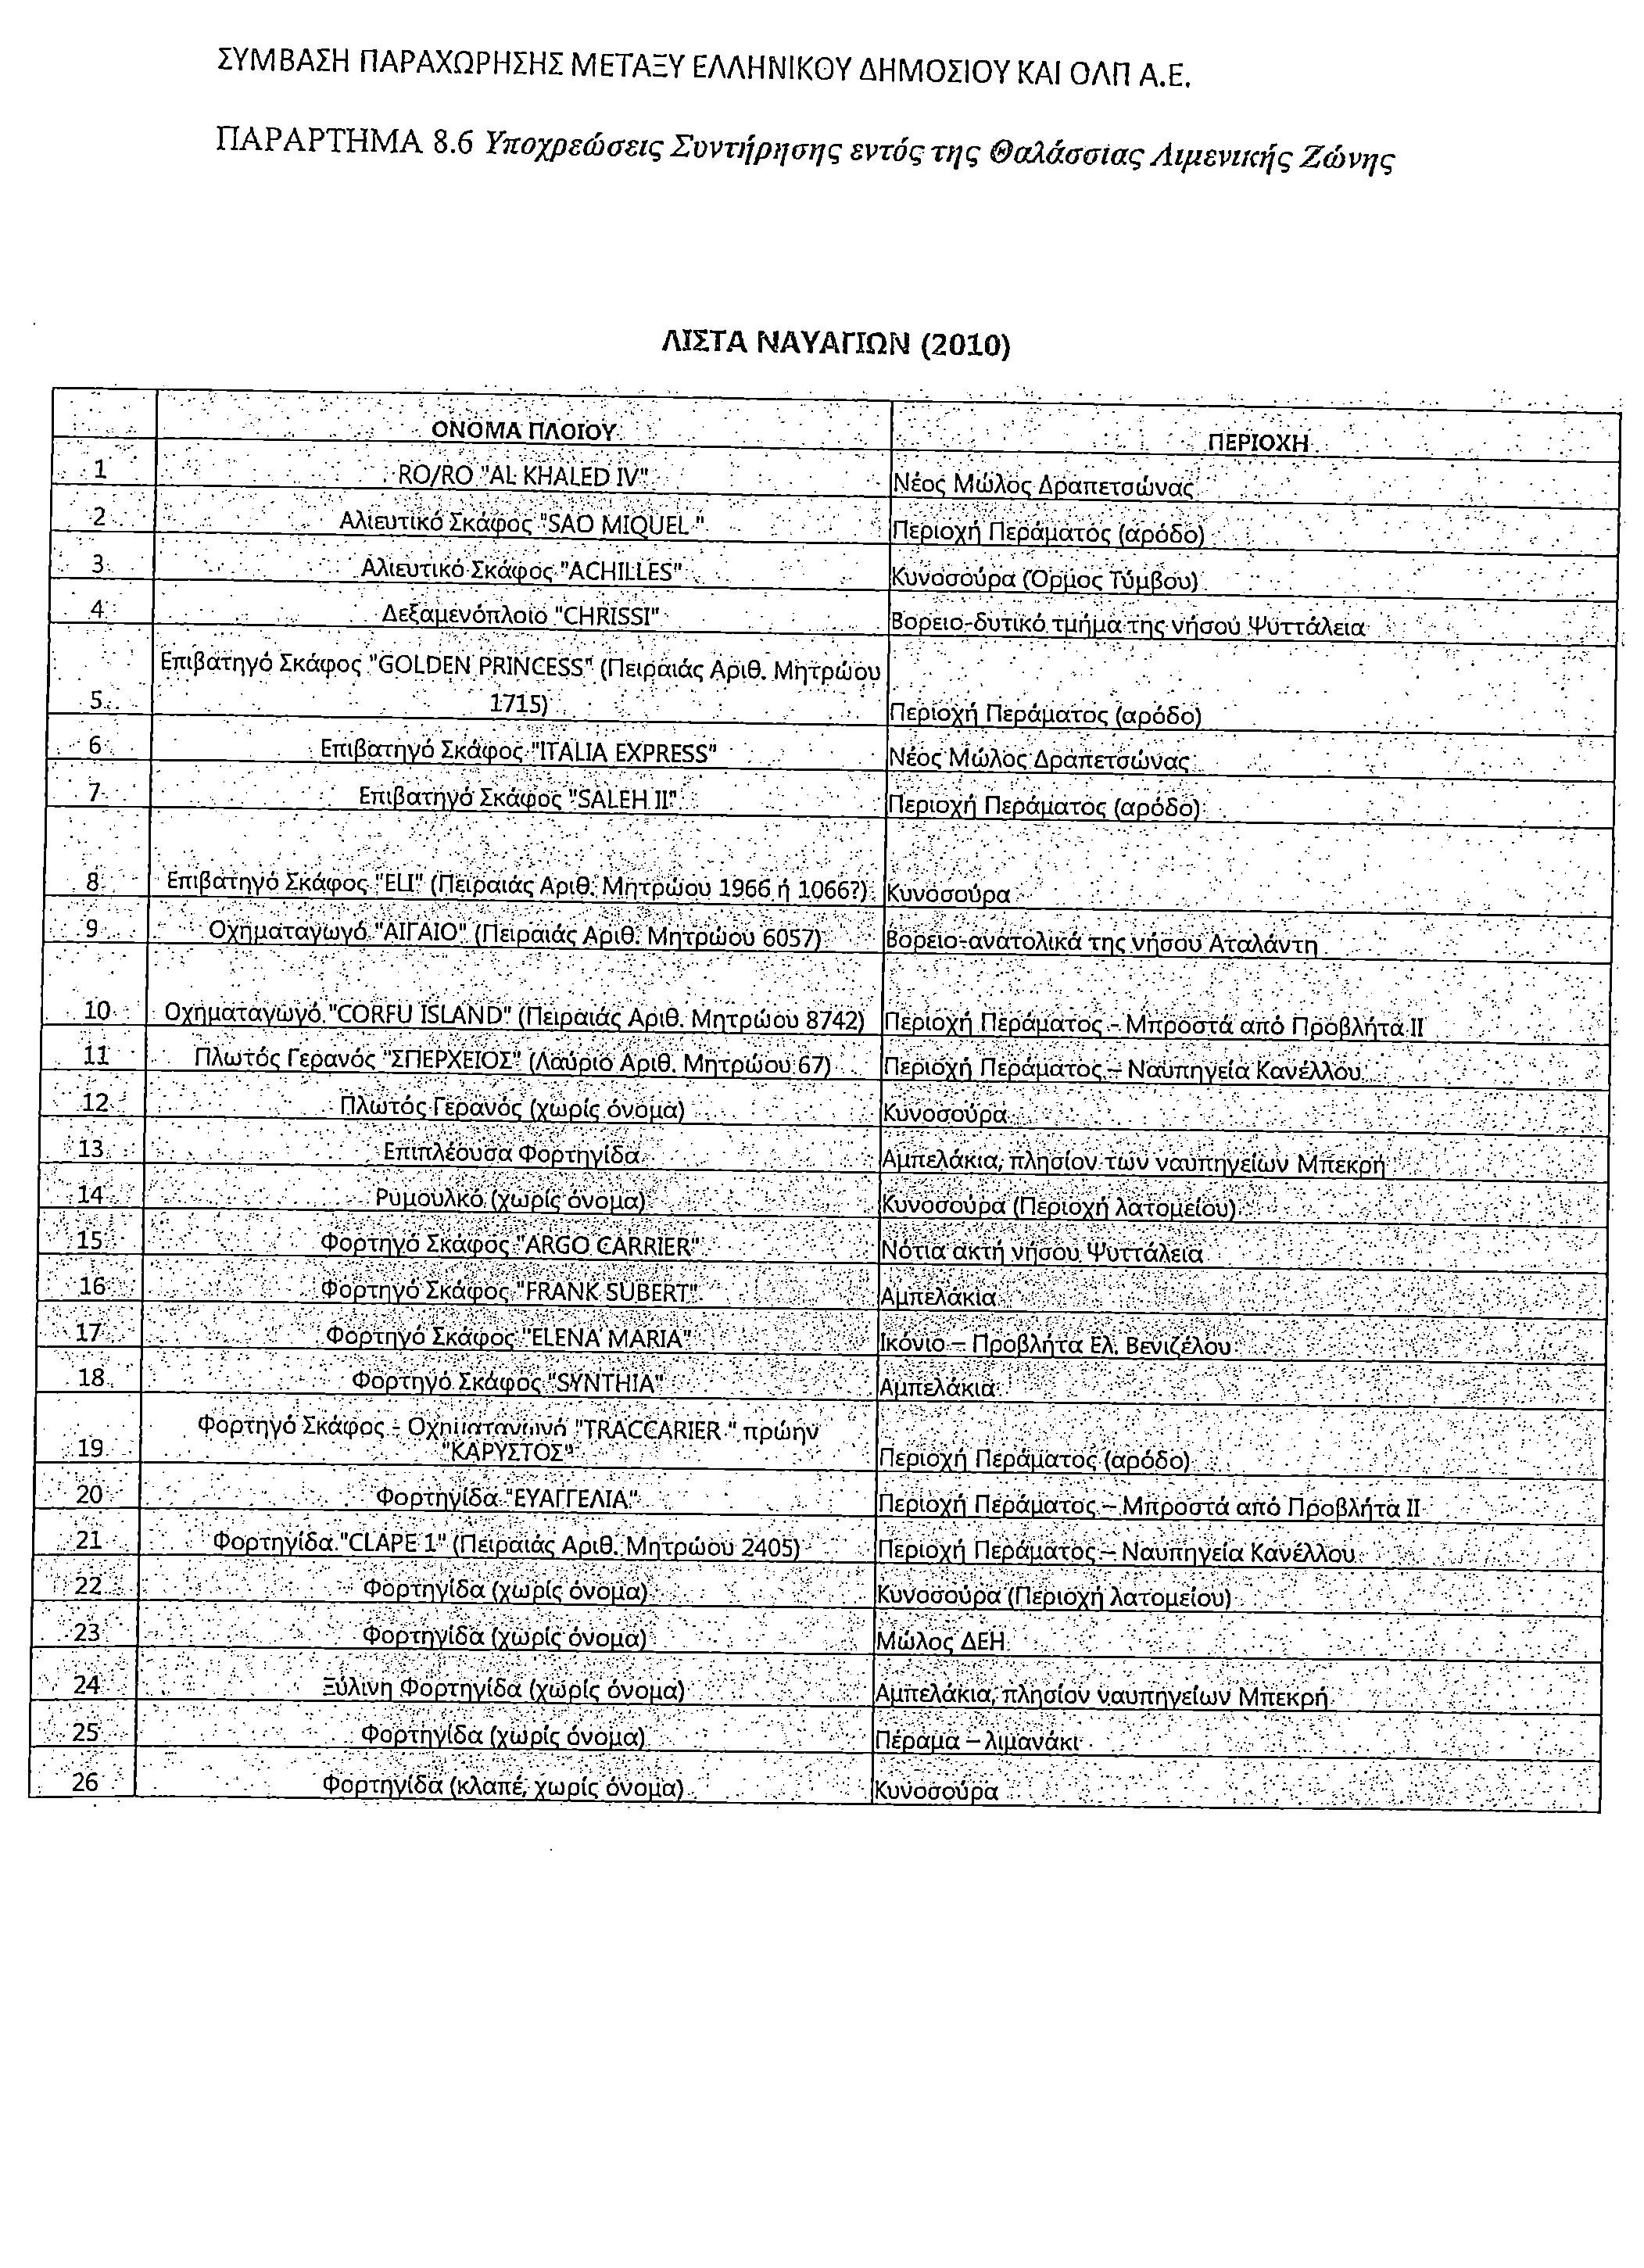 ΣΥΜΒΑΣΗ ΠΑΡΑΧΩΡΗΣΗΣ ΜΕΤΑΞΥ ΕΛΛΗΝΙΚΟΥ ΔΗΜΟΣΙΟΥ ΚΑΙ ΟΛΠ Α.Ε.
ΠΑΡΑΡΤΗΜΑ 8.6 Υποχρεώσεις Συντήρησης εντός της Θαλάσσιας Λιμενικής Ζώνης
ΛΙΣΤΑ ΝΑΥΑΓΙΩΝ (2010)
ΟΝΟΜΑ ΠΛΟΙΟΥ ΠΕΡΙΟΧΗ
1 RO/RO "AL KHALED IV" Νέος Μώλος Δραπετσώνας
2 Αλιευτικό Σκάφος "SAO MIQUEL" Περιοχή Περάματος (αρόδο)
3 Αλιευτικό Σκάφος "ACHILLES" Κυνοσούρα (Όρμος Τύμβου)
4 Δεξαμενόπλοιο "CHRISSI" Βορειο-δυτικό τμήμα της νήσου Ψυττάλεια
Επιβατηγό Σκάφος "GOLDEN PRINCESS" (Πειραιάς Αριθ. Μητρώου
5 1715) Περιοχή Περάματος (αρόδο)
6 Επιβατηγό Σκάφος "ITALIA EXPRESS" Νέος Μώλος Δραπετσώνας
7 Επιβατηγό Σκάφος "SALEH II" Περιοχή Περάματος (αρόδο)
8 Επιβατηγό Σκάφος "ELI" (Πειραιάς Αριθ. Μητρώου 1966 ή 1066?) Κυνοσούρα
9 Οχηματαγωγό "ΑΙΓΑΙΟ" (Πειραιάς Αριθ. Μητρώου 6057) Βορειο-ανατολικά της νήσου Αταλάντη
10 Οχηματαγωγό "CORFU ISLAND" (Πειραιάς Αριθ. Μητρώου 8742) Περιοχή Περάματος - Μπροστά από Προβλήτα II
11 Πλωτός Γερανός "ΣΠΕΡΧΕΙΟΣ" (Λαύριο Αριθ. Μητρώου 67) Περιοχή Περάματος – Ναυπηγεία Κανέλλου
12 Πλωτός Γερανός (χωρίς όνομα) Κυνοσούρα
13 Επιπλέουσα Φορτηγίδα Αμπελάκια, πλησίον των ναυπηγείων Μπεκρή
14 Ρυμουλκό (χωρίς όνομα) Κυνοσούρα (Περιοχή λατομείου)
15 Φορτηγό Σκάφος "ARGO CARRIER" Νότια ακτή νήσου Ψυττάλεια
16 Φορτηγό Σκάφος "FRANK SUBERT" Αμπελάκια
17 Φορτηγό Σκάφος "ELENA MARIA" Ικόνιο – Προβλήτα Ελ. Βενιζέλου
18 Φορτηγό Σκάφος "SYNTHIA" Αμπελάκια
Φορτηγό Σκάφος - Οχηματαγωγό "TRACCARIER " πρώην
19 "ΚΑΡΥΣΤΟΣ" Περιοχή Περάματος (αρόδο)
20 Φορτηγίδα "ΕΥΑΓΓΕΛΙΑ" Περιοχή Περάματος – Μπροστά από Προβλήτα II
21 Φορτηγίδα "CLAPE 1" (Πειραιάς Αριθ. Μητρώου 2405) Περιοχή Περάματος – Ναυπηγεία Κανέλλου
22 Φορτηγίδα (χωρίς όνομα) Κυνοσούρα (Περιοχή λατομείου)
23 Φορτηγίδα (χωρίς όνομα) Μώλος ΔΕΗ
24 Ξύλινη Φορτηγίδα (χωρίς όνομα) Αμπελάκια, πλησίον ναυπηγείων Μπεκρή
25 Φορτηγίδα (χωρίς όνομα) Πέραμα – λιμανάκι
26 Φορτηγίδα (κλαπέ, χωρίς όνομα) Κυνοσούρα